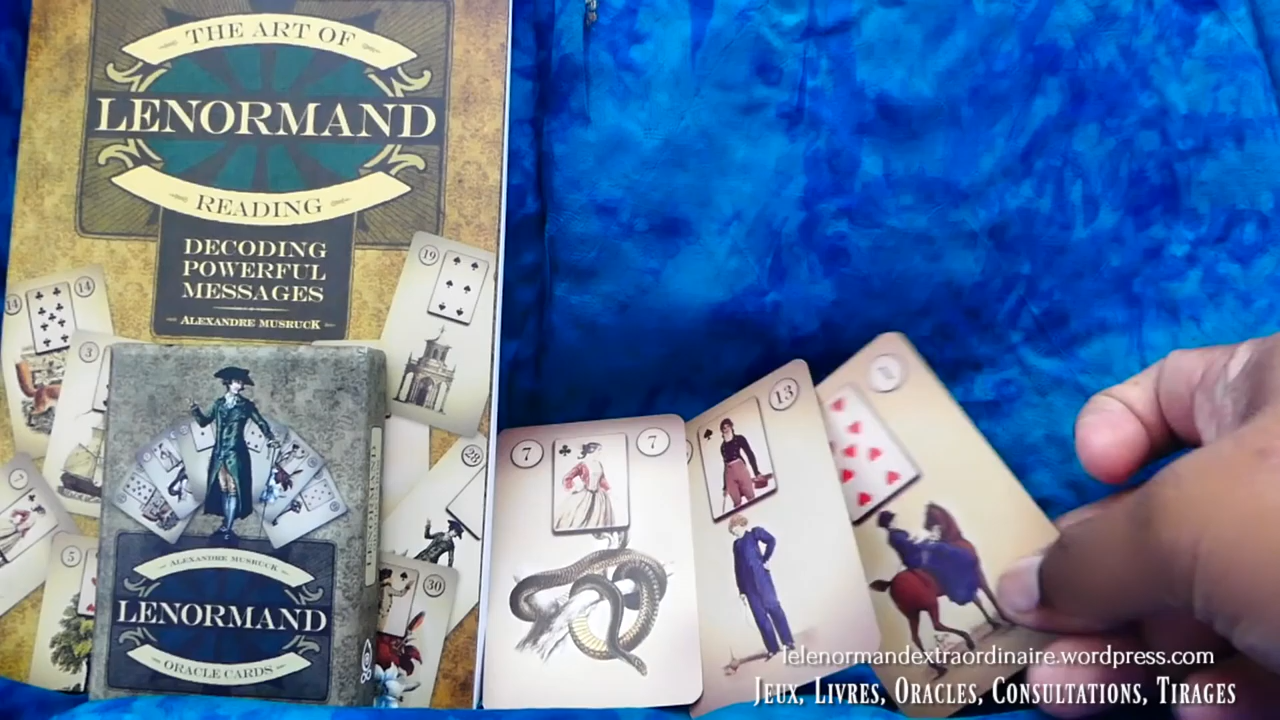 THE ART OF
LENORMAND
READING
DECODING
POWERFUL
MESSAGES
ALEXANDRE MUSRUCK
14 14
3
19
7
5
28
30
ALEXANDRE MUSRUCK
LENORMAND
ORACLE CARDS
LENORMAND
7 7
13
lelenormandextraordinaire.wordpress.com
Jeux, Livres, Oracles, Consultations, Tirages